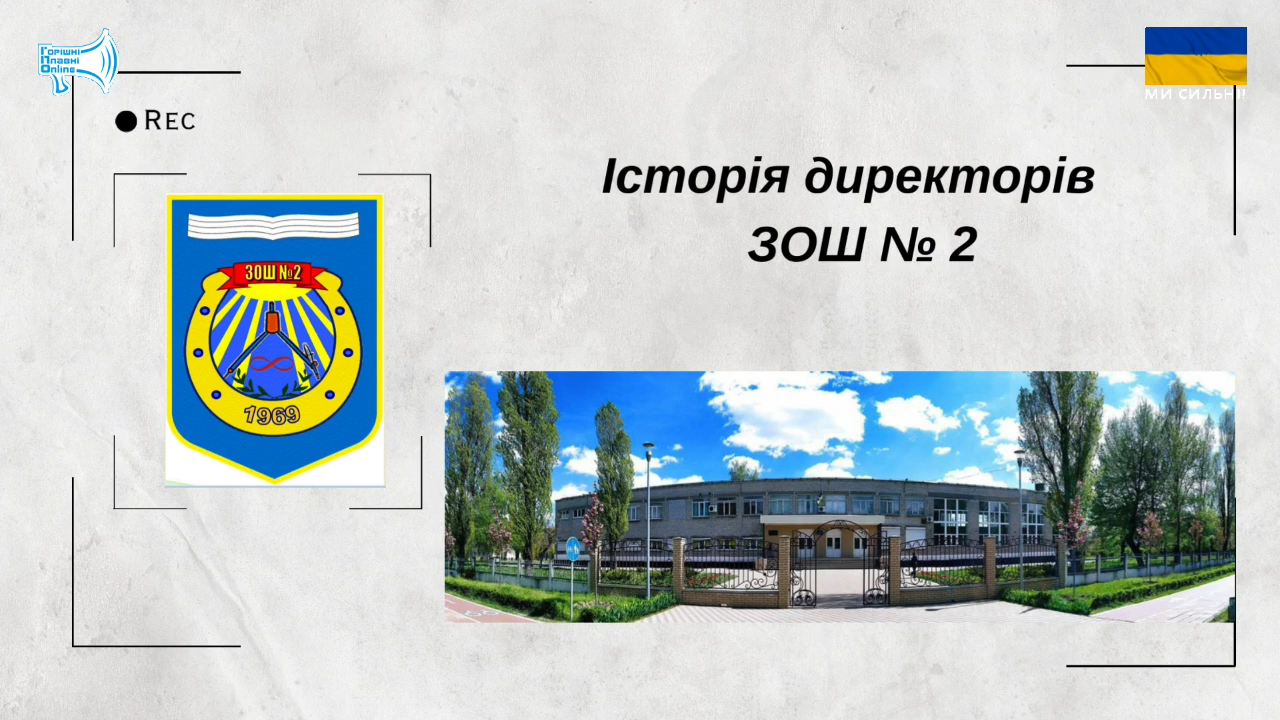 Горішні
Плавні
Online
МИ СИЛЬНІ!
REC
Історія директорів
ЗОШ № 2
ЗОШ №2
1969